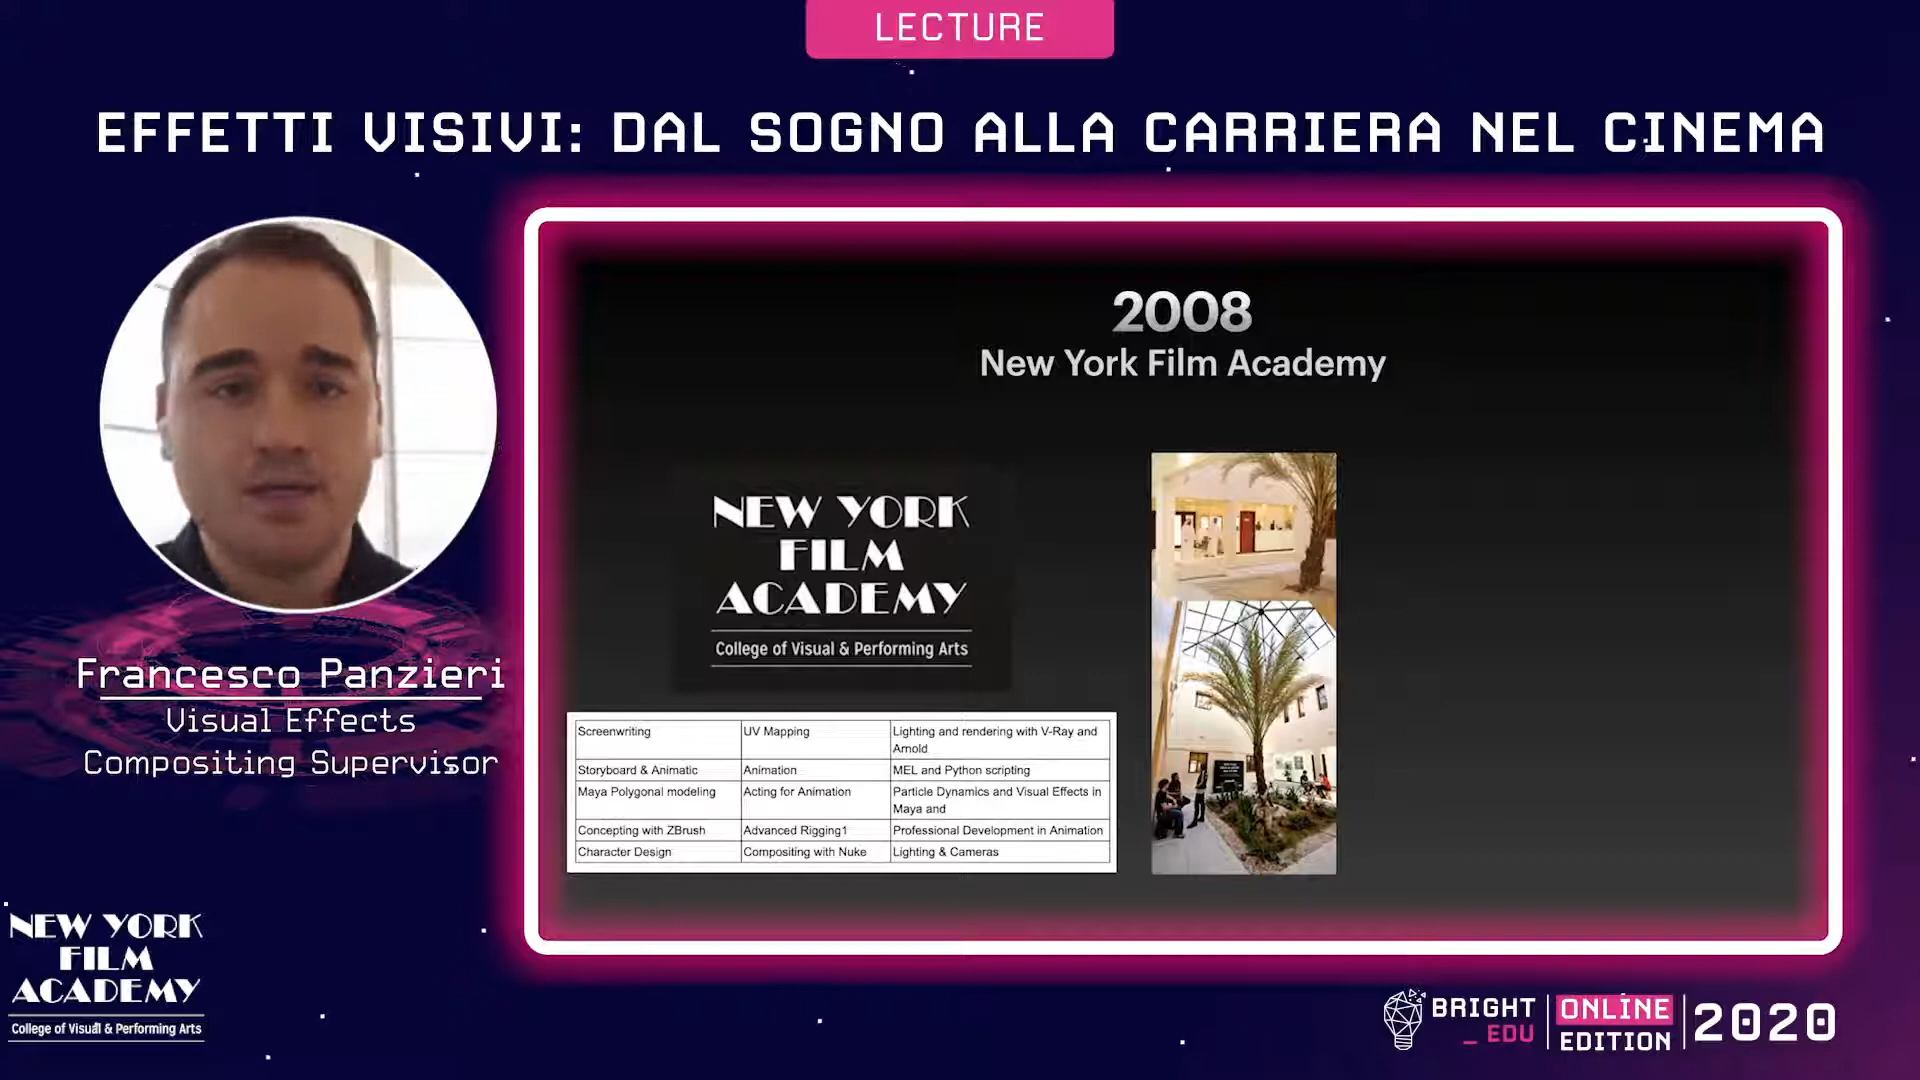 LECTURE
EFFETTI VISIVI: DAL SOGNO ALLA CARRIERA NEL CINEMA
2008
New York Film Academy
NEW YORK
FILM
ACADEMY
College of Visual & Performing Arts
Screenwriting UV Mapping Lighting and rendering with V-Ray and
Arnold
Storyboard & Animatic Animation MEL and Python scripting
Maya Polygonal modeling Acting for Animation Particle Dynamics and Visual Effects in
Maya and
Concepting with ZBrush Advanced Rigging1 Professional Development in Animation
Character Design Compositing with Nuke Lighting & Cameras
Francesco Panzieri
Visual Effects
Compositing Supervisor
NEW YORK
FILM
ACADEMY
College of Visual & Performing Arts
BRIGHT
_ EDU
ONLINE
EDITION
2020